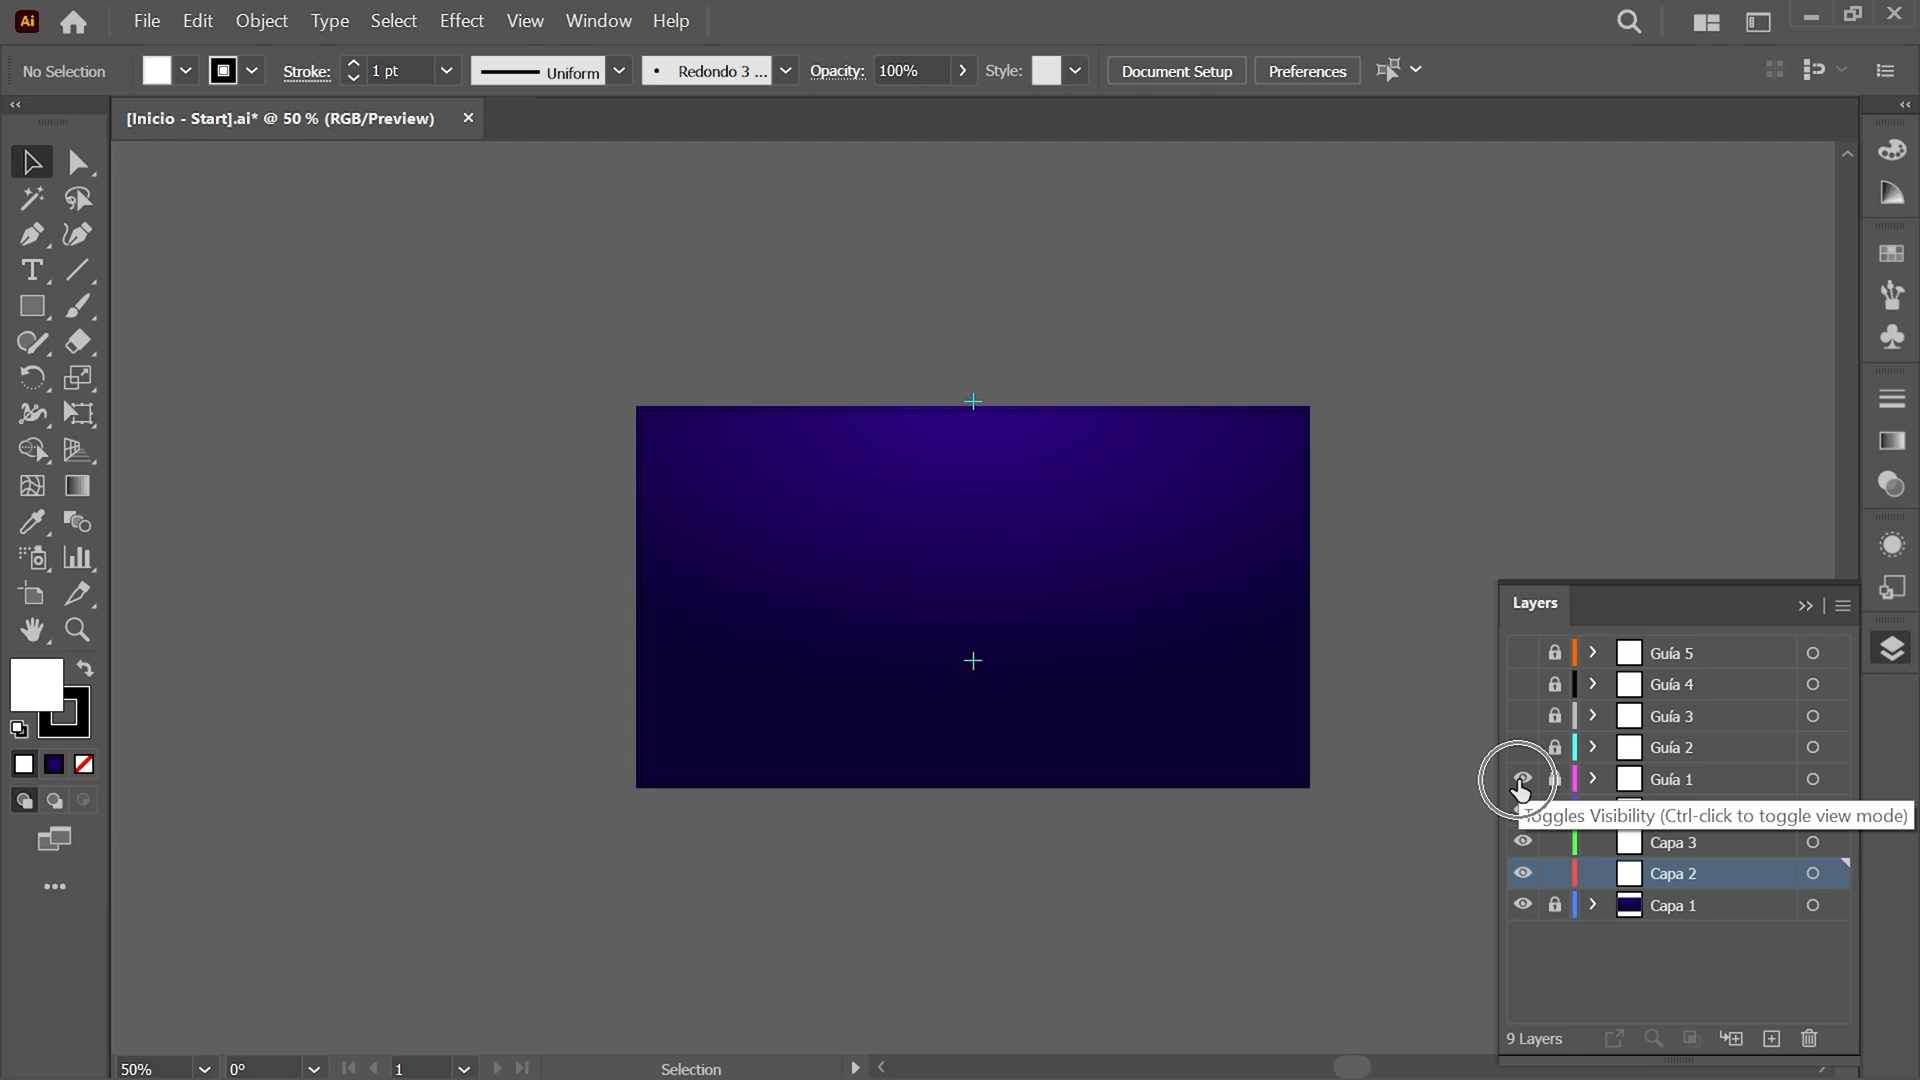 Ai File Edit Object Type Select Effect View Window Help
No Selection Stroke: 1 pt Uniform Redondo 3 ... Opacity: 100% Style: Document Setup Preferences
[Inicio - Start].ai* @ 50 % (RGB/Preview)
Layers
Guía 5
Guía 4
Guía 3
Guía 2
Guía 1
Toggles Visibility (Ctrl-click to toggle view mode)
Capa 3
Capa 2
Capa 1
9 Layers
50% 0° 1 Selection